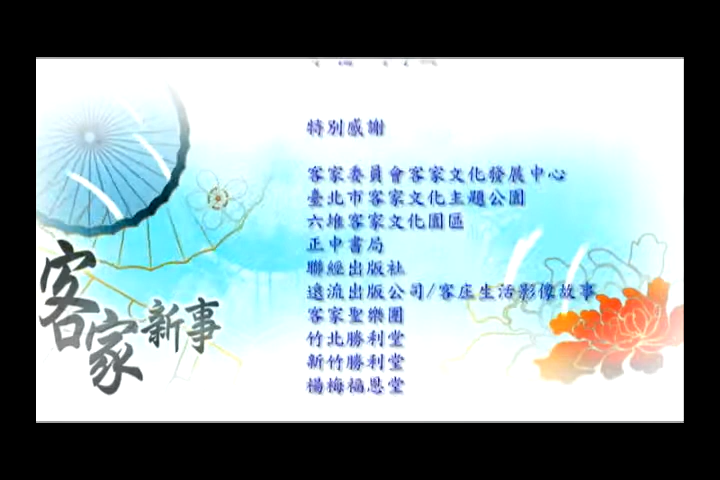 特別感謝
客家委員會客家文化發展中心
臺北市客家文化主題公園
六堆客家文化園區
正中書局
聯經出版社
遠流出版公司/客庄生活影像故事
客家聖樂團
竹北勝利堂
新竹勝利堂
楊梅福恩堂
客家新事